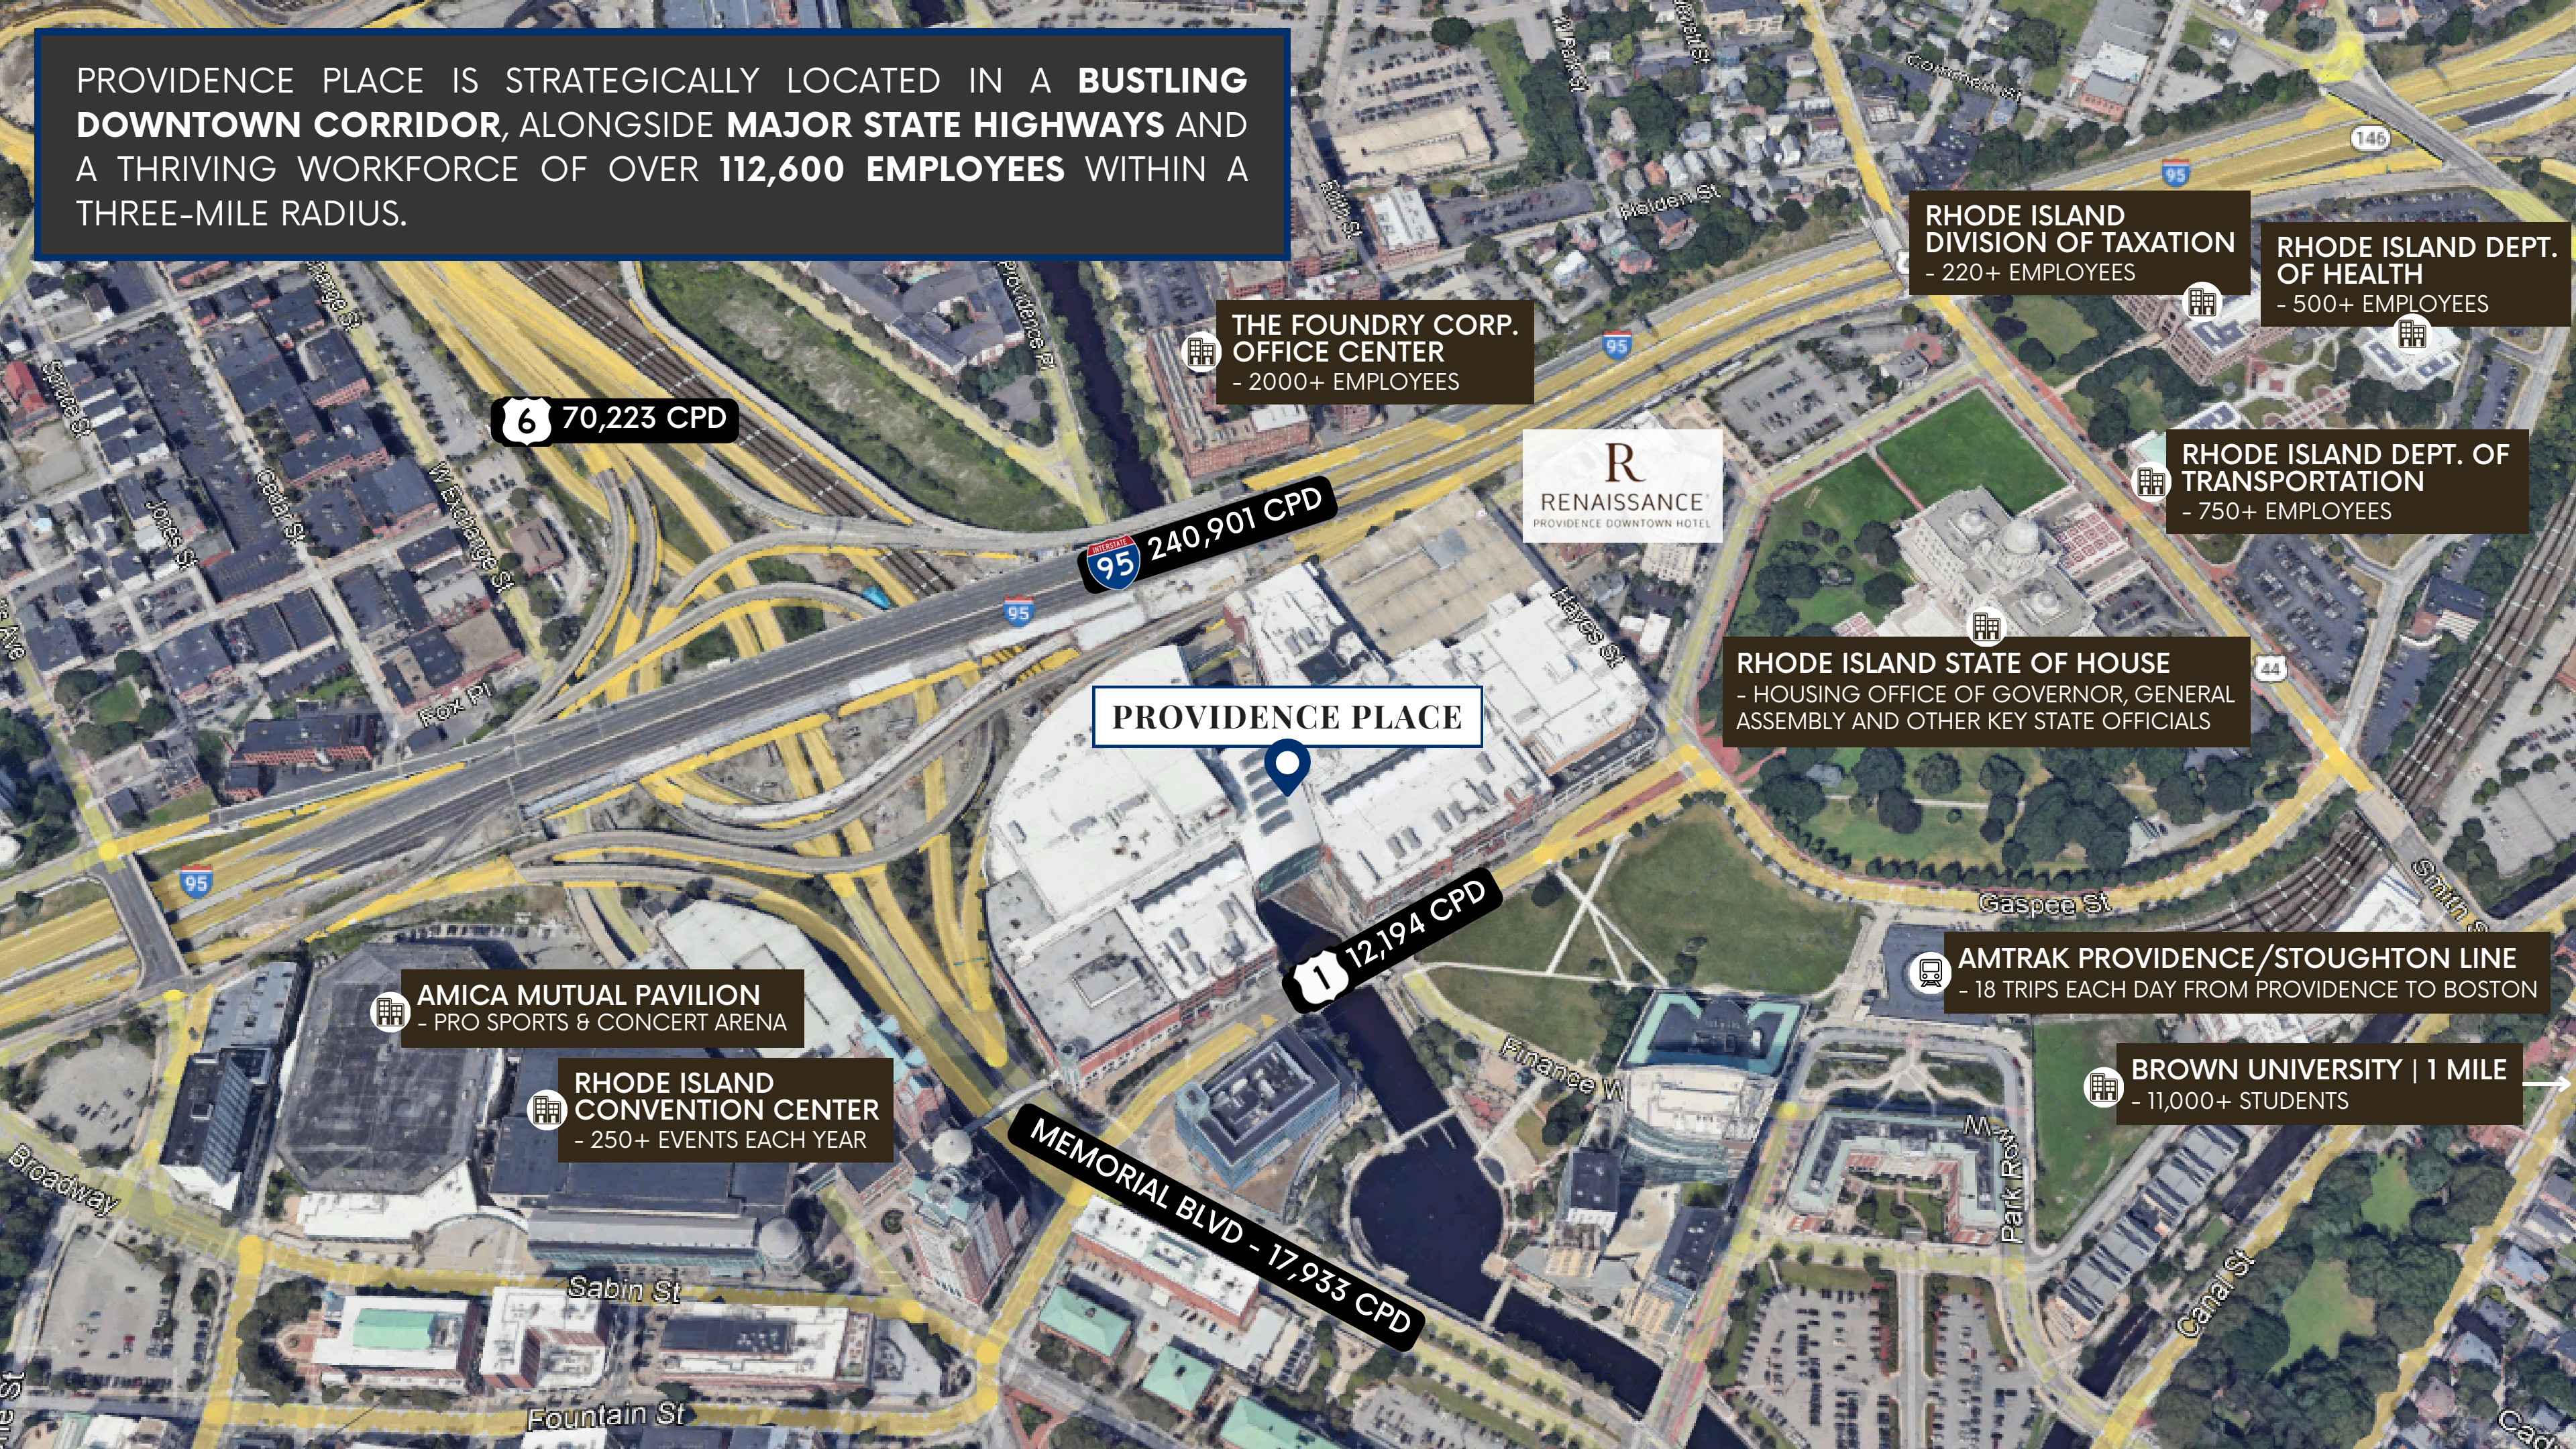 PROVIDENCE PLACE IS STRATEGICALLY LOCATED IN A BUSTLING
DOWNTOWN CORRIDOR, ALONGSIDE MAJOR STATE HIGHWAYS AND
A THRIVING WORKFORCE OF OVER 112,600 EMPLOYEES WITHIN A
THREE-MILE RADIUS.
Common St
146
95
Holden St
RHODE ISLAND
DIVISION OF TAXATION
- 220+ EMPLOYEES
RHODE ISLAND DEPT.
OF HEALTH
- 500+ EMPLOYEES
Providence Pl
THE FOUNDRY CORP.
OFFICE CENTER
- 2000+ EMPLOYEES
95
Spruce St
6 70,223 CPD
R
RENAISSANCE
PROVIDENCE DOWNTOWN HOTEL
RHODE ISLAND DEPT. OF
TRANSPORTATION
- 750+ EMPLOYEES
Cedar St
Jones St
W Exchange St
INTERSTATE
95 240,901 CPD
95
Hayes St
Fox Pl
PROVIDENCE PLACE
RHODE ISLAND STATE OF HOUSE
- HOUSING OFFICE OF GOVERNOR, GENERAL
ASSEMBLY AND OTHER KEY STATE OFFICIALS
44
95
1 12,194 CPD
Gaspee St
Smith S
AMICA MUTUAL PAVILION
- PRO SPORTS & CONCERT ARENA
AMTRAK PROVIDENCE/STOUGHTON LINE
- 18 TRIPS EACH DAY FROM PROVIDENCE TO BOSTON
RHODE ISLAND
CONVENTION CENTER
- 250+ EVENTS EACH YEAR
Finance W
BROWN UNIVERSITY | 1 MILE
- 11,000+ STUDENTS
Broadway
MEMORIAL BLVD - 17,933 CPD
Park Row
Canal St
Sabin St
Fountain St